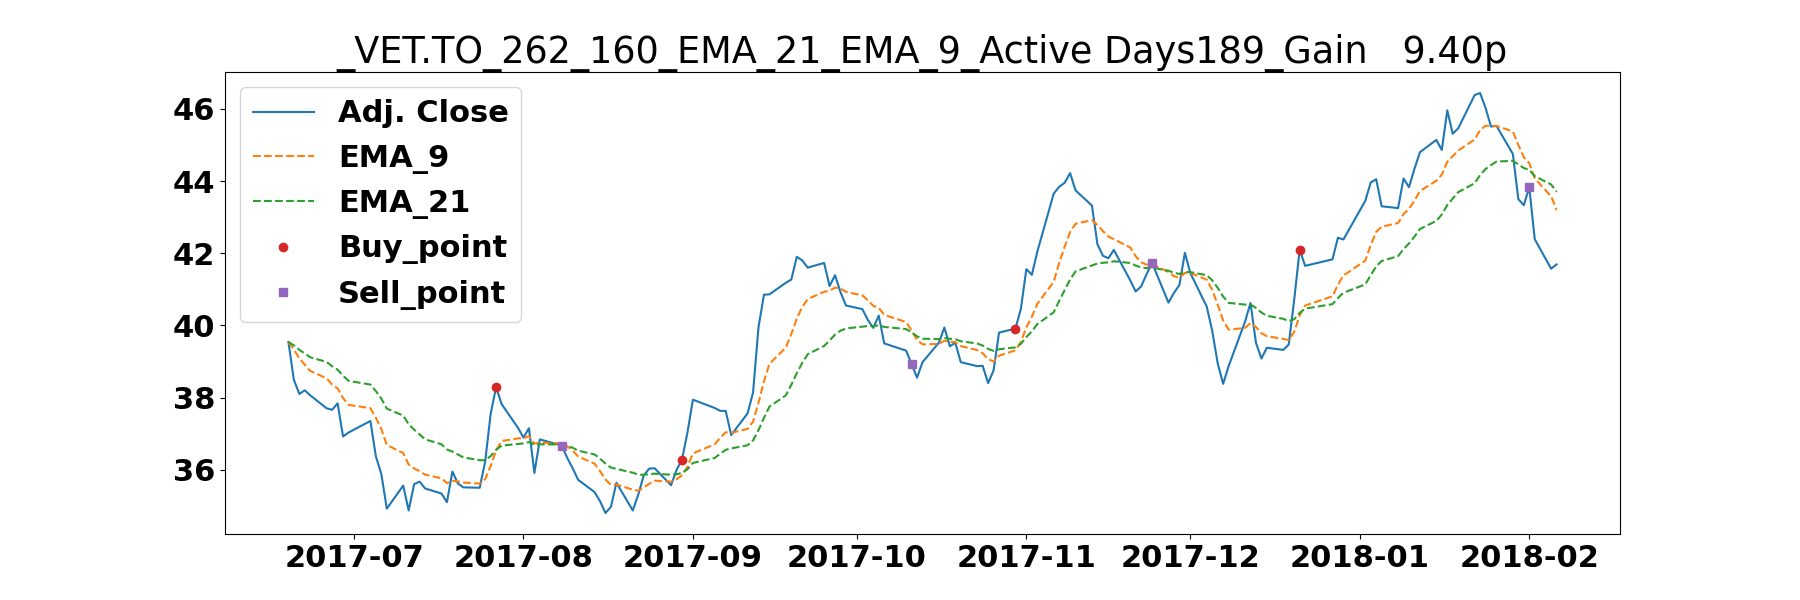 _VET.TO_262_160_EMA_21_EMA_9_Active Days189_Gain   9.40p
46
44
42
40
38
36
Adj. Close
EMA_9
EMA_21
Buy_point
Sell_point
2017-07 2017-08 2017-09 2017-10 2017-11 2017-12 2018-01 2018-02